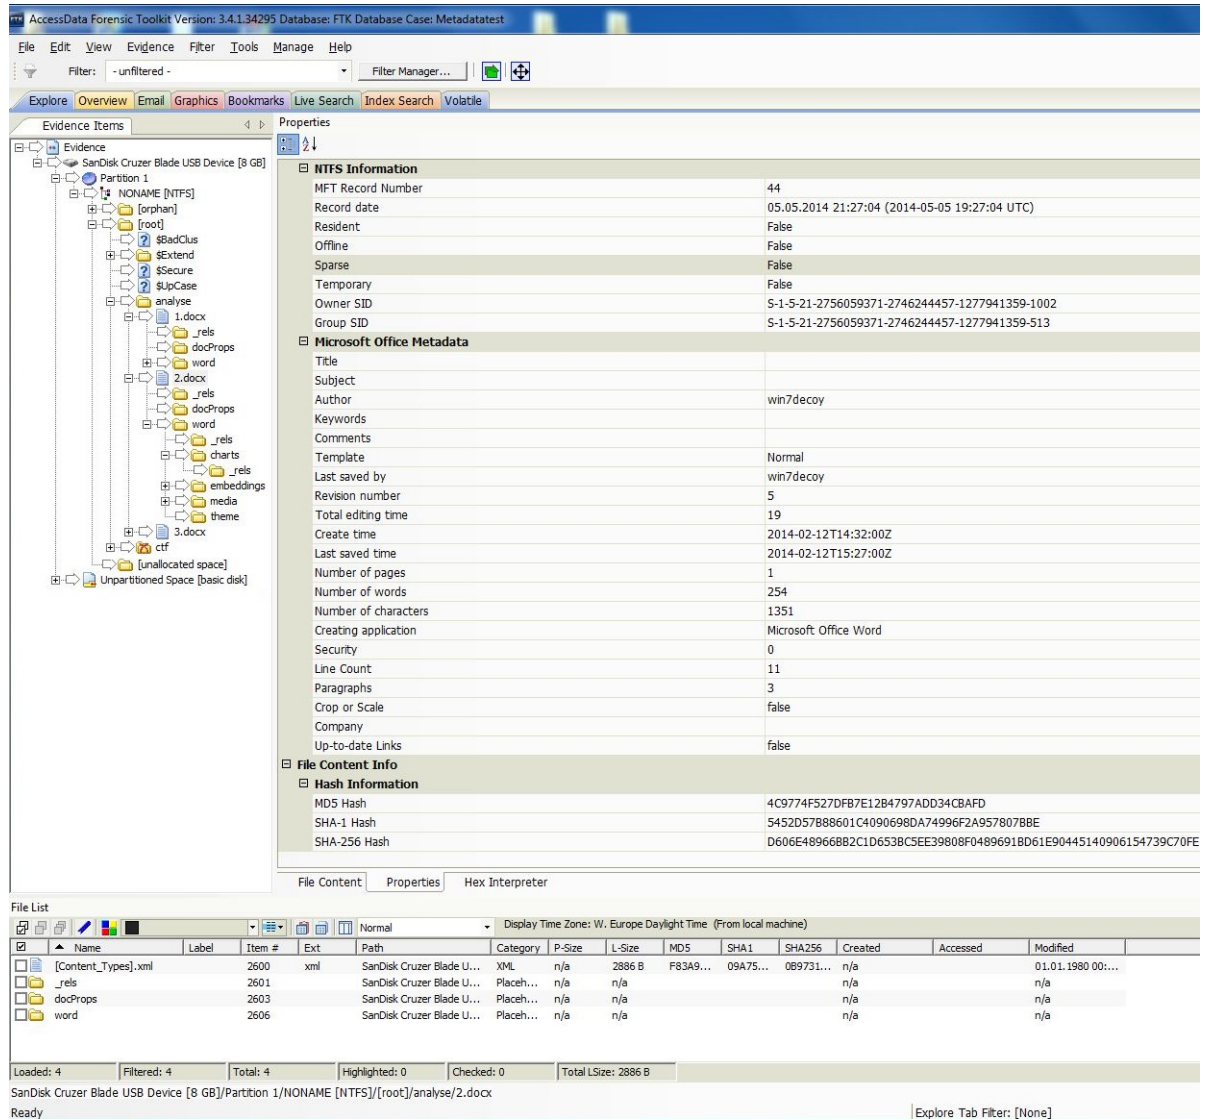 AccessData Forensic Toolkit Version: 3.4.1.34295 Database: FTK Database Case: Metadatatest
File Edit View Evidence Filter Tools Manage Help
Filter: - unfiltered - Filter Manager...
Explore Overview Email Graphics Bookmarks Live Search Index Search Volatile
Evidence Items
Evidence
SanDisk Cruzer Blade USB Device [8 GB]
Partition 1
NONAME [NTFS]
[orphan]
[root]
$BadClus
$Extend
$Secure
$UpCase
analyse
1.docx
_rels
docProps
word
2.docx
_rels
docProps
word
_rels
charts
_rels
embeddings
media
theme
3.docx
ctf
[unallocated space]
Unpartitioned Space [basic disk]
Properties
NTFS Information
MFT Record Number 44
Record date 05.05.2014 21:27:04 (2014-05-05 19:27:04 UTC)
Resident False
Offline False
Sparse False
Temporary False
Owner SID S-1-5-21-2756059371-2746244457-1277941359-1002
Group SID S-1-5-21-2756059371-2746244457-1277941359-513
Microsoft Office Metadata
Title
Subject
Author win7decoy
Keywords
Comments
Template Normal
Last saved by win7decoy
Revision number 5
Total editing time 19
Create time 2014-02-12T14:32:00Z
Last saved time 2014-02-12T15:27:00Z
Number of pages 1
Number of words 254
Number of characters 1351
Creating application Microsoft Office Word
Security 0
Line Count 11
Paragraphs 3
Crop or Scale false
Company
Up-to-date Links false
File Content Info
Hash Information
MD5 Hash 4C9774F527DFB7E12B4797ADD34CBAFD
SHA-1 Hash 5452D57B88601C4090698DA74996F2A957807BBE
SHA-256 Hash D606E48966BB2C1D653BC5EE39808F0489691BD61E90445140906154739C70FE
File Content Properties Hex Interpreter
File List
Normal Display Time Zone: W. Europe Daylight Time (From local machine)
Name Label Item # Ext Path Category P-Size L-Size MD5 SHA1 SHA256 Created Accessed Modified
[Content_Types].xml 2600 xml SanDisk Cruzer Blade U... XML n/a 2886 B F83A9... 09A75... 0B9731... n/a 01.01.1980 00:...
_rels 2601 SanDisk Cruzer Blade U... Placeh... n/a n/a n/a n/a
docProps 2603 SanDisk Cruzer Blade U... Placeh... n/a n/a n/a n/a
word 2606 SanDisk Cruzer Blade U... Placeh... n/a n/a n/a n/a
Loaded: 4 Filtered: 4 Total: 4 Highlighted: 0 Checked: 0 Total LSize: 2886 B
SanDisk Cruzer Blade USB Device [8 GB]/Partition 1/NONAME [NTFS]/[root]/analyse/2.docx
Ready Explore Tab Filter: [None]